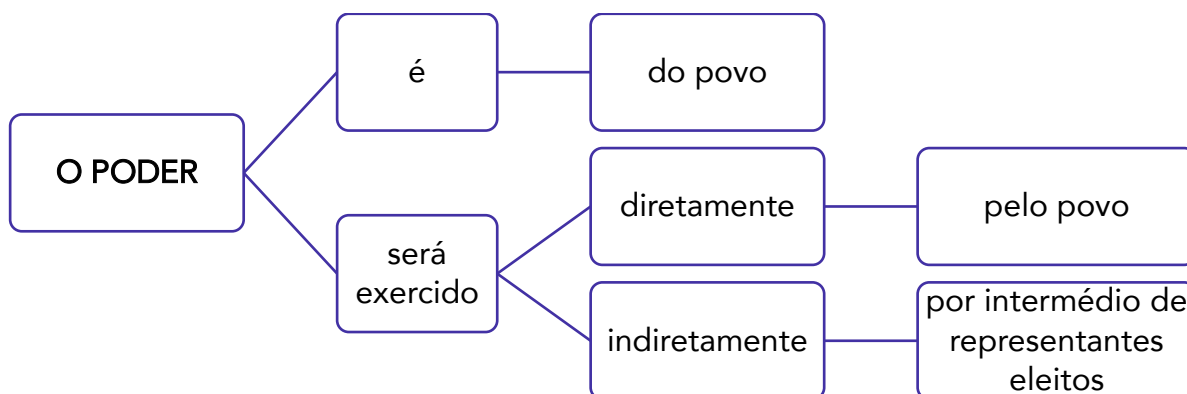 O PODER
é
do povo
será
exercido
diretamente
pelo povo
indiretamente
por intermédio de
representantes
eleitos